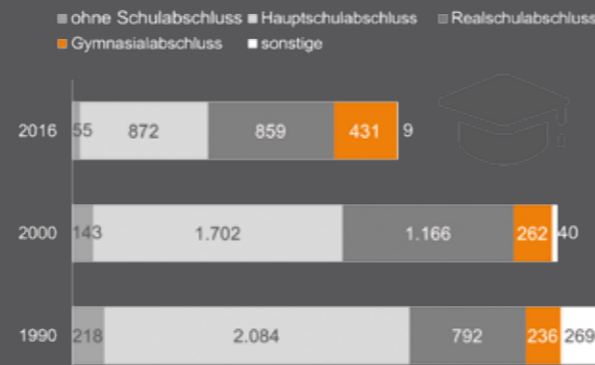 ohne Schulabschluss Hauptschulabschluss Realschulabschluss
Gymnasialabschluss sonstige
2016 55 872 859 431 9
2000 143 1.702 1.166 262 40
1990 218 2.084 792 236 269